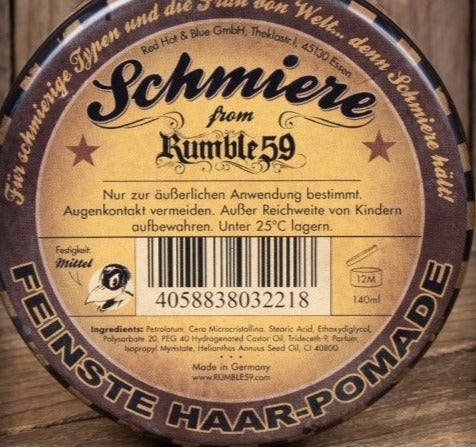 Für schmierige Typen und die Frau von Welt... denn Schmiere hält!
Red Hot & Blue GmbH, Theklastr.1, 45130 Essen
Schmiere
from
Rumble59
Nur zur äußerlichen Anwendung bestimmt.
Augenkontakt vermeiden. Außer Reichweite von Kindern
aufbewahren. Unter 25°C lagern.
Festigkeit:
Mittel
4058838032218
12M
140ml
Ingredients: Petrolatum, Cera Microcristallina, Stearic Acid, Ethoxydiglycol,
Polysorbate 20, PEG 40 Hydrogenated Castor Oil, Trideceth-9, Parfum,
Isopropyl Myristate, Helianthus Annuus Seed Oil, CI 40800.
Made in Germany
www.RUMBLE59.com
FEINSTE HAAR-POMADE